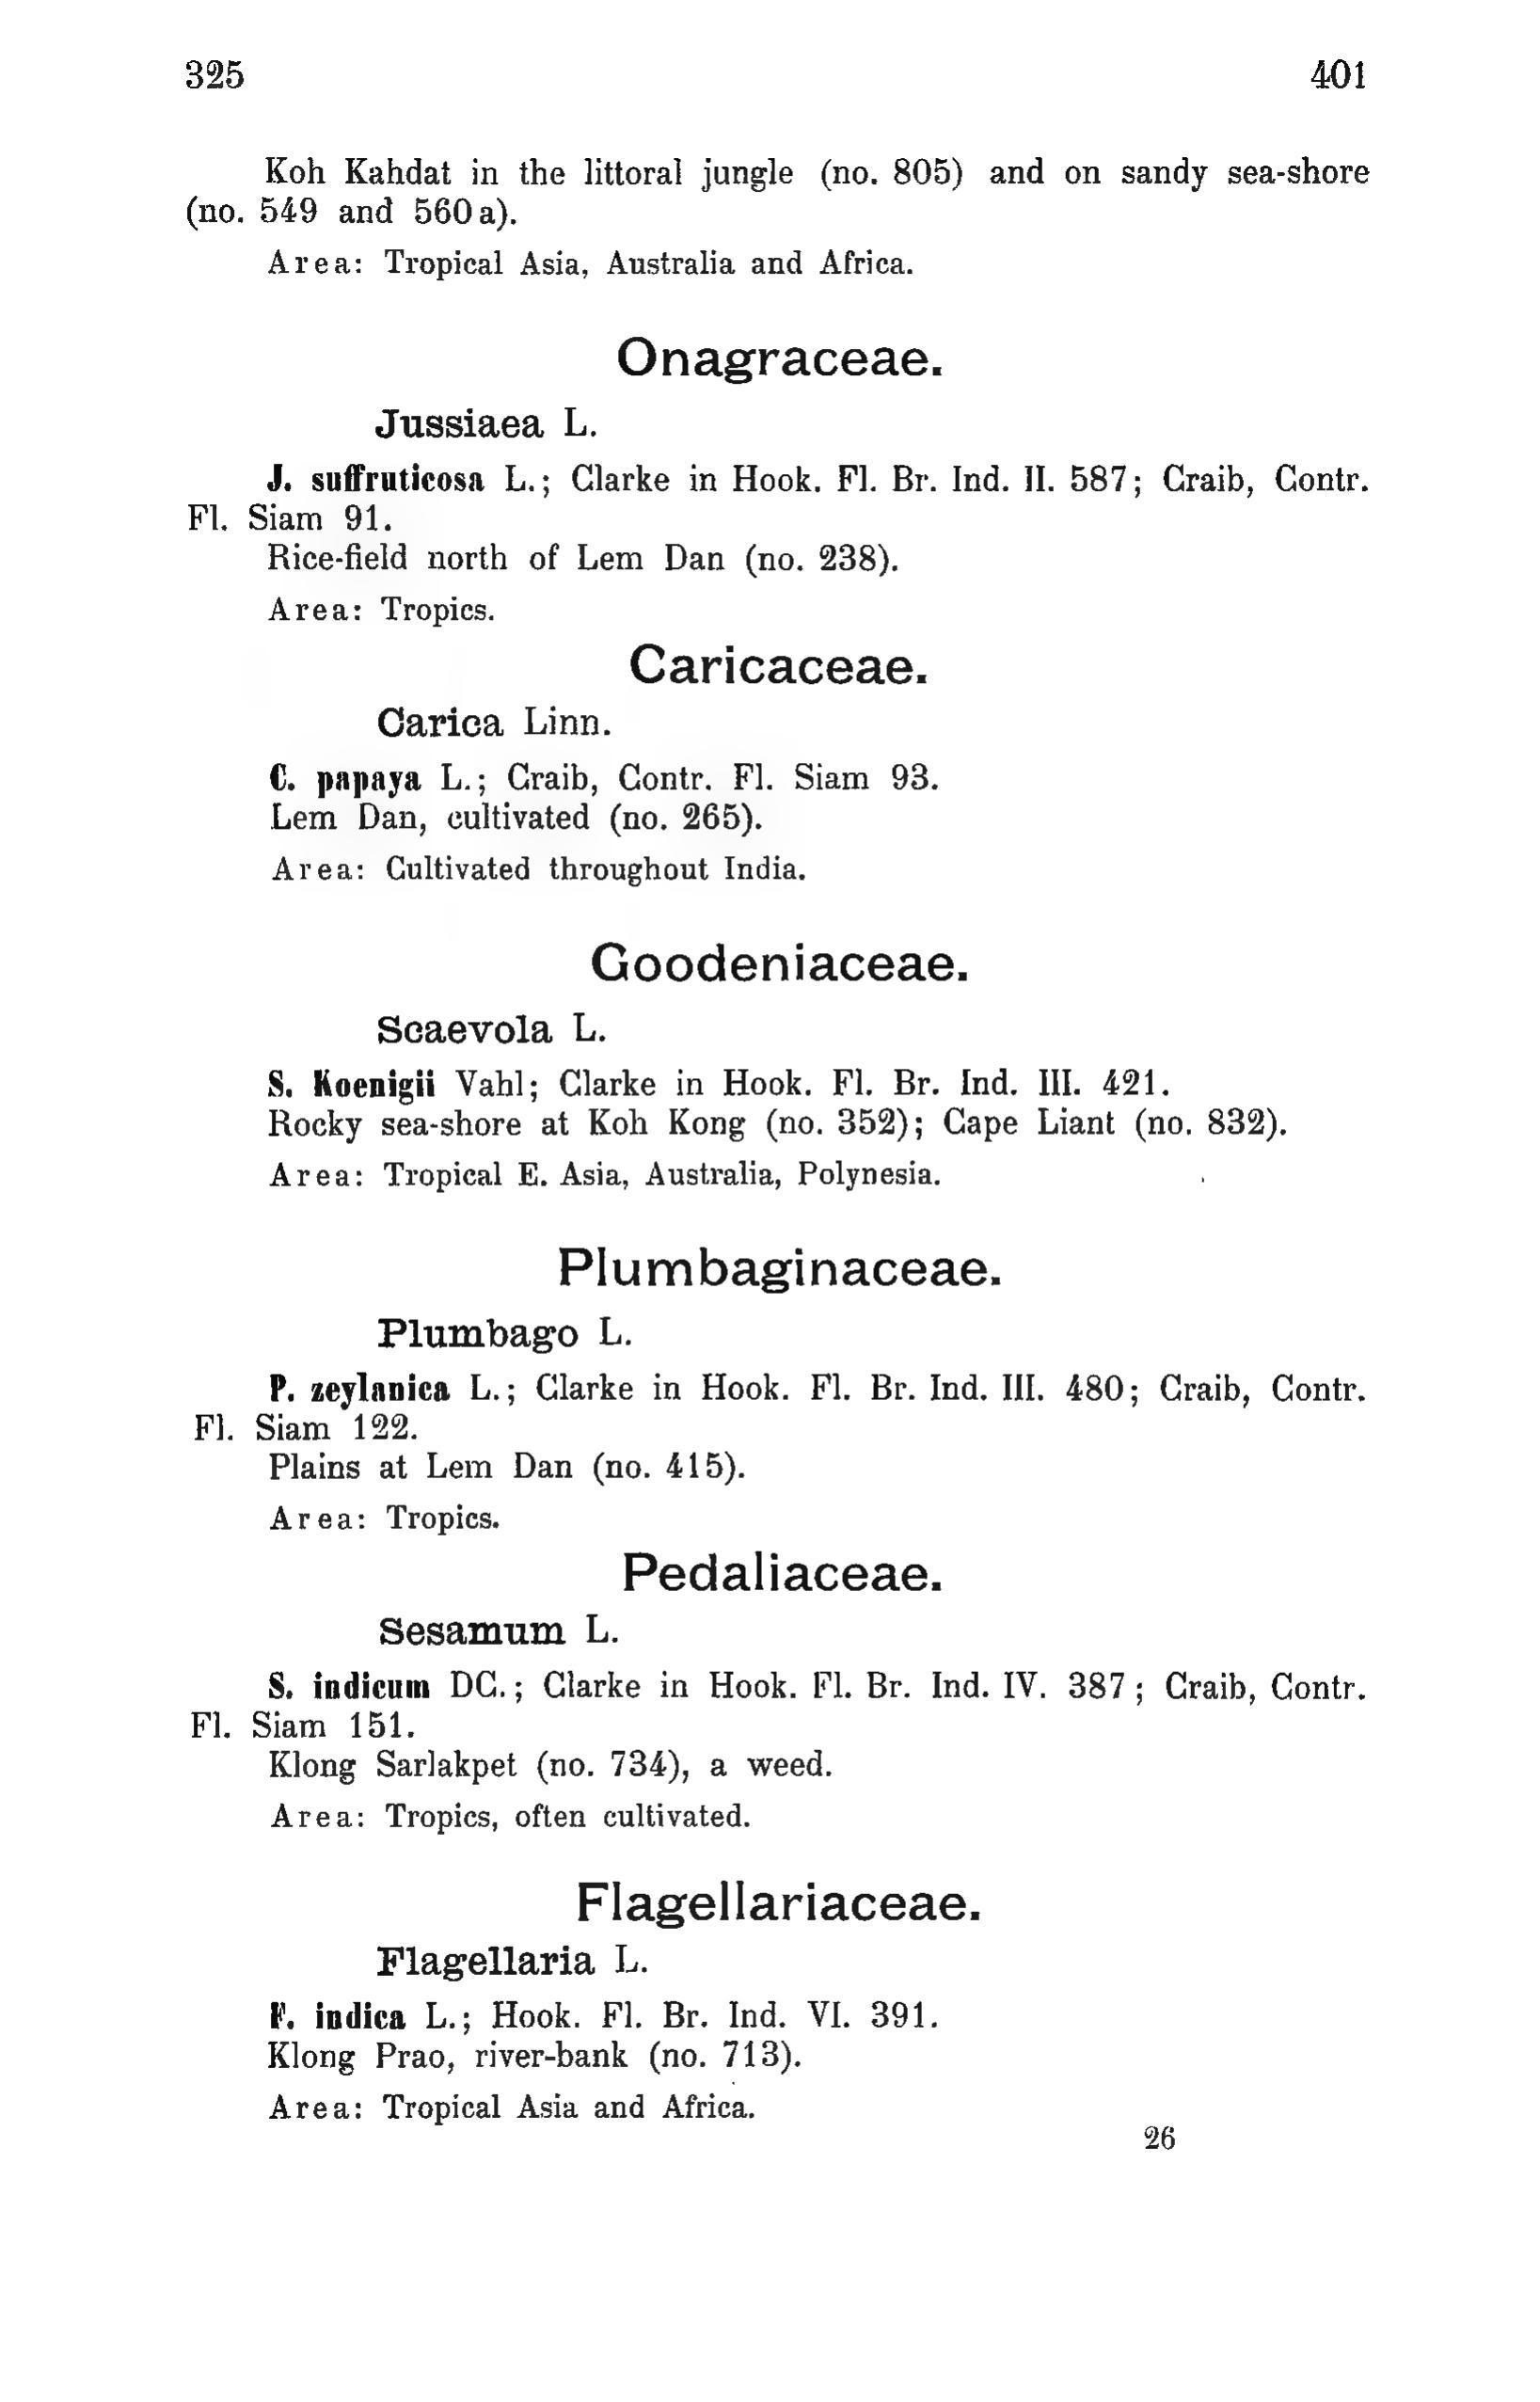 325 401
Koh Kahdat in the littoral jungle (no. 805) and on sandy sea-shore
(no. 549 and 560 a).
Area: Tropical Asia, Australia and Africa.
Onagraceae.
Jussiaea L.
J. suffruticosa L.; Clarke in Hook. Fl. Br. Ind. II. 587; Craib, Contr.
Fl. Siam 91.
Rice-field north of Lem Dan (no. 238).
Area: Tropics.
Caricaceae.
Carica Linn.
C. papaya L.; Craib, Contr. Fl. Siam 93.
Lem Dan, cultivated (no. 265).
Area: Cultivated throughout India.
Goodeniaceae.
Scaevola L.
S. Koenigii Vahl; Clarke in Hook. Fl. Br. Ind. III. 421.
Rocky sea-shore at Koh Kong (no. 352); Cape Liant (no. 832).
Area: Tropical E. Asia, Australia, Polynesia.
Plumbaginaceae.
Plumbago L.
P. zeylanica L.; Clarke in Hook. Fl. Br. Ind. III. 480; Craib, Contr.
Fl. Siam 122.
Plains at Lem Dan (no. 415).
Area: Tropics.
Pedaliaceae.
Sesamum L.
S. indicum DC.; Clarke in Hook. Fl. Br. Ind. IV. 387; Craib, Contr.
Fl. Siam 151.
Klong Sarlakpet (no. 734), a weed.
Area: Tropics, often cultivated.
Flagellariaceae.
Flagellaria L.
F. indica L.; Hook. Fl. Br. Ind. VI. 391.
Klong Prao, river-bank (no. 713).
Area: Tropical Asia and Africa.
26